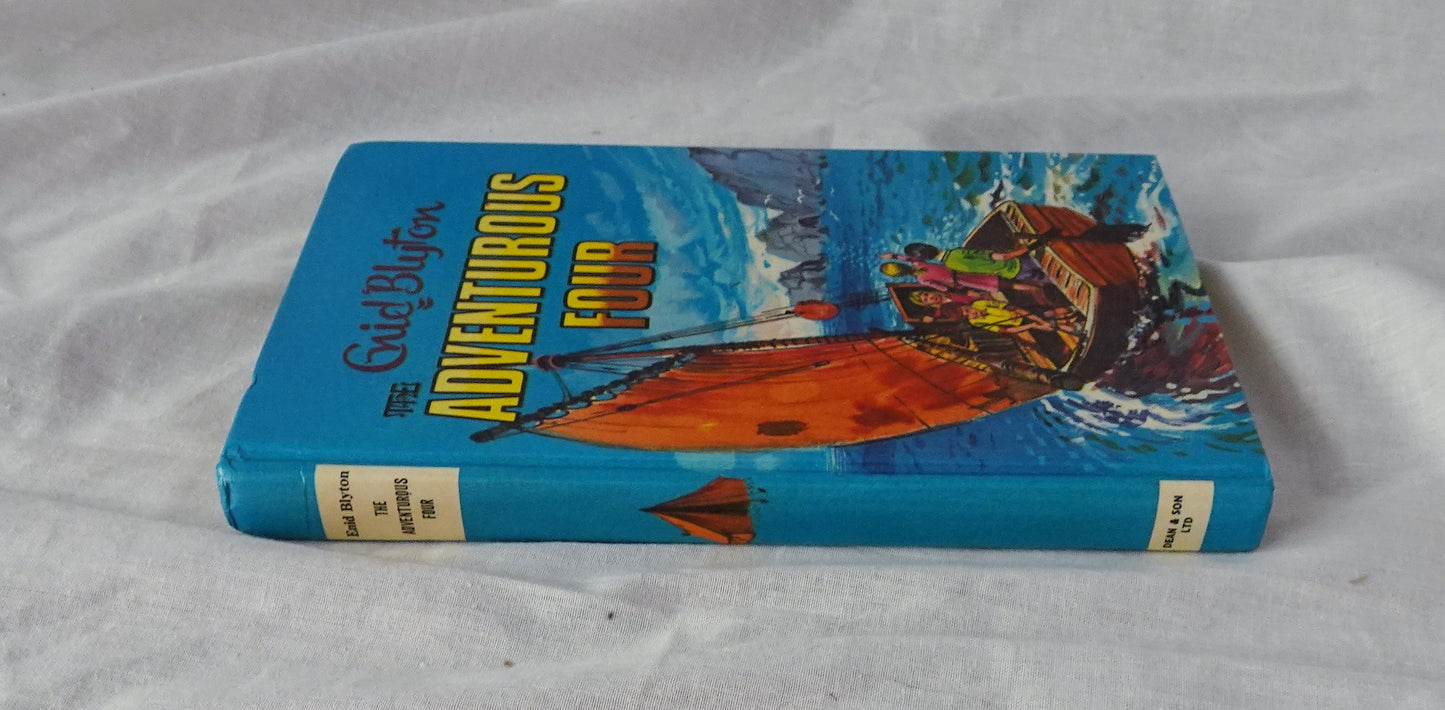 Enid Blyton
THE
ADVENTUROUS
FOUR
Enid Blyton
THE
ADVENTUROUS
FOUR
DEAN & SON
LTD